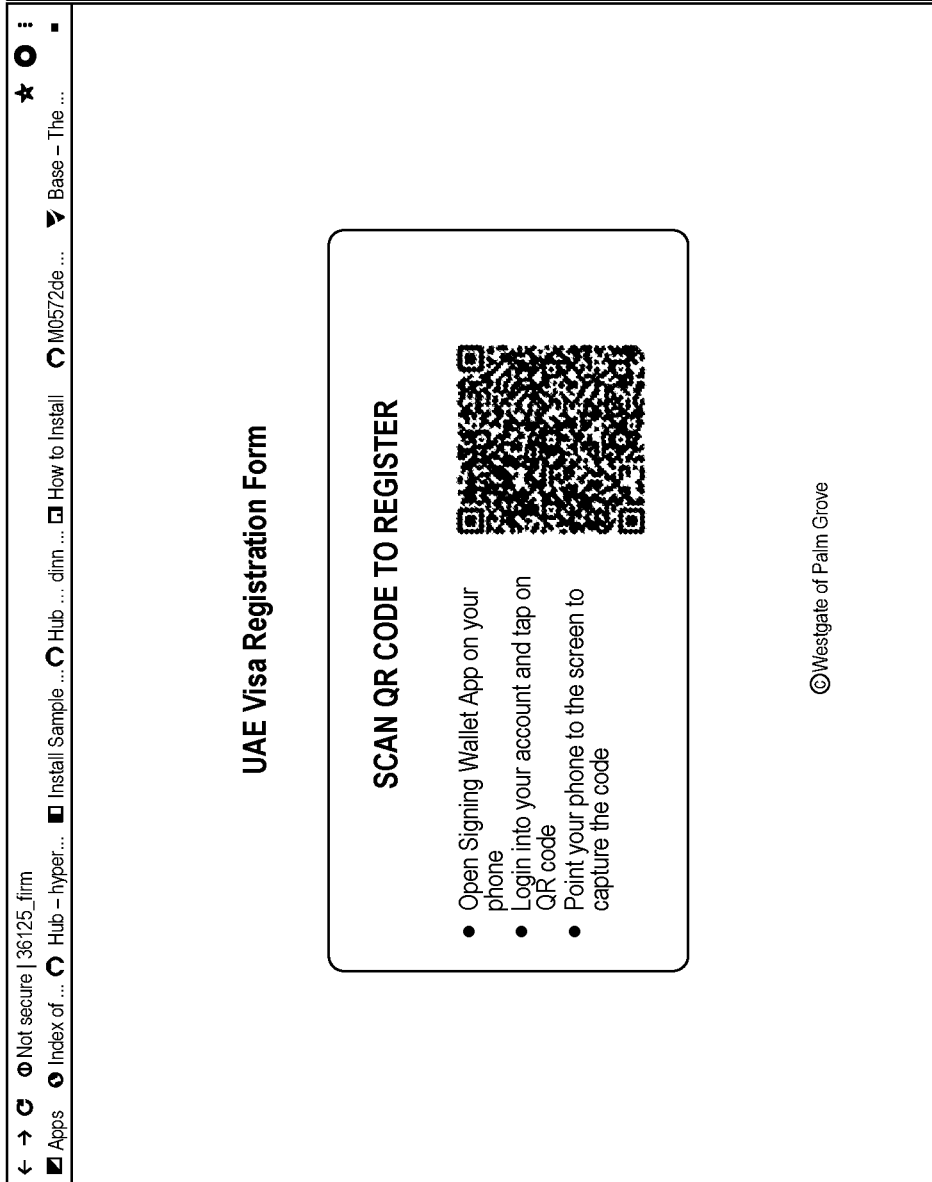 Not secure | 36125_firm
Apps Index of ... Hub – hyper... Install Sample ... Hub ... dinn ... How to Install M0572de ... Base – The ...
UAE Visa Registration Form
SCAN QR CODE TO REGISTER
● Open Signing Wallet App on your
phone
● Login into your account and tap on
QR code
● Point your phone to the screen to
capture the code
©Westgate of Palm Grove